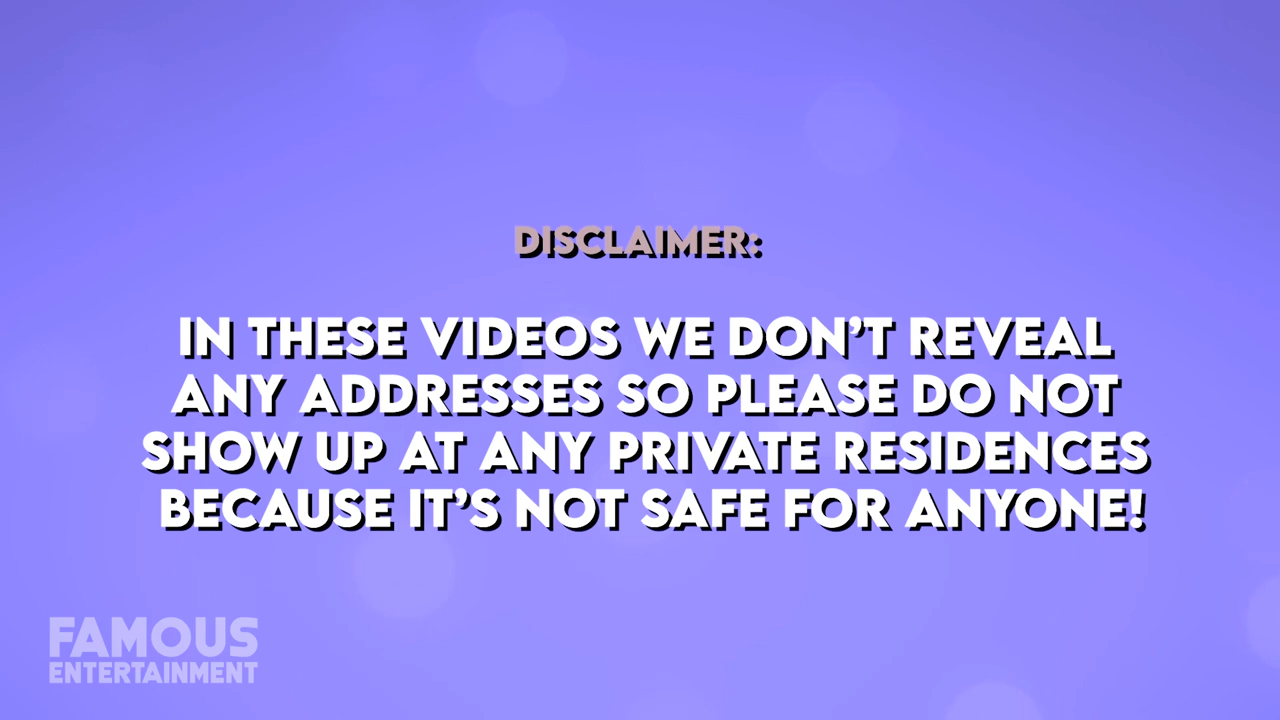 DISCLAIMER:
IN THESE VIDEOS WE DON’T REVEAL
ANY ADDRESSES SO PLEASE DO NOT
SHOW UP AT ANY PRIVATE RESIDENCES
BECAUSE IT’S NOT SAFE FOR ANYONE!
FAMOUS
ENTERTAINMENT